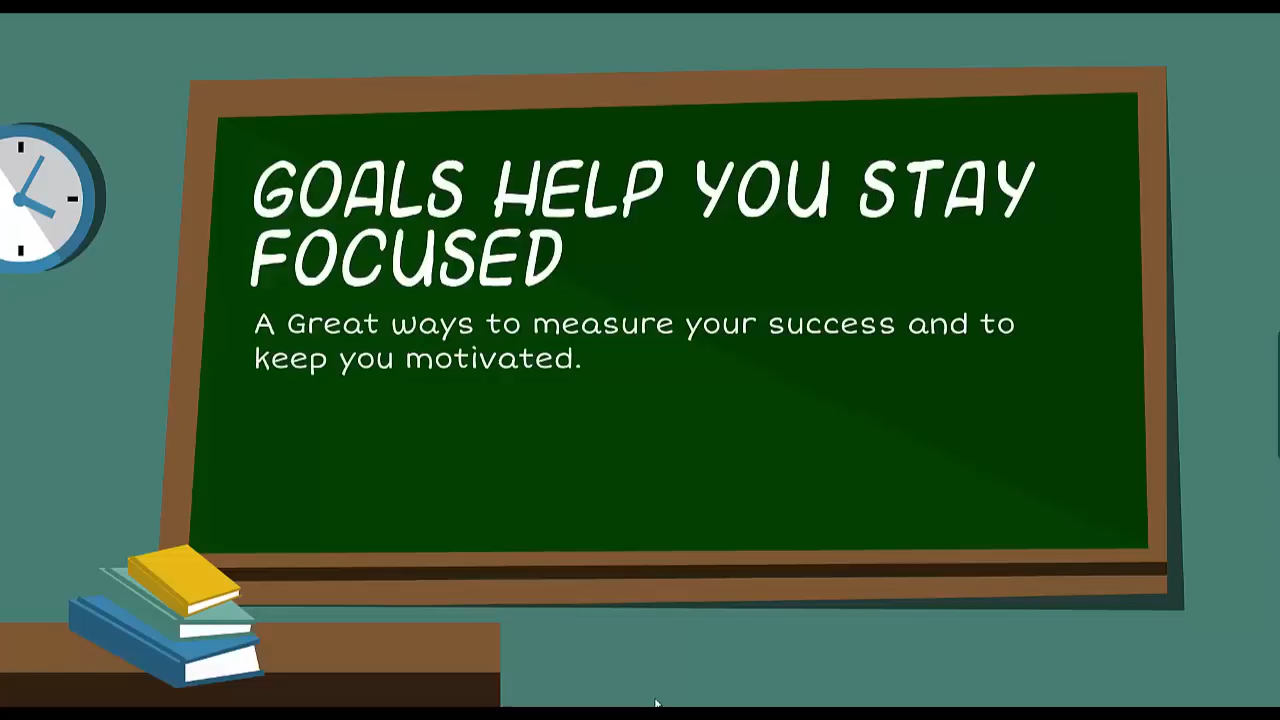 GOALS HELP YOU STAY
FOCUSED
A Great ways to measure your success and to
keep you motivated.